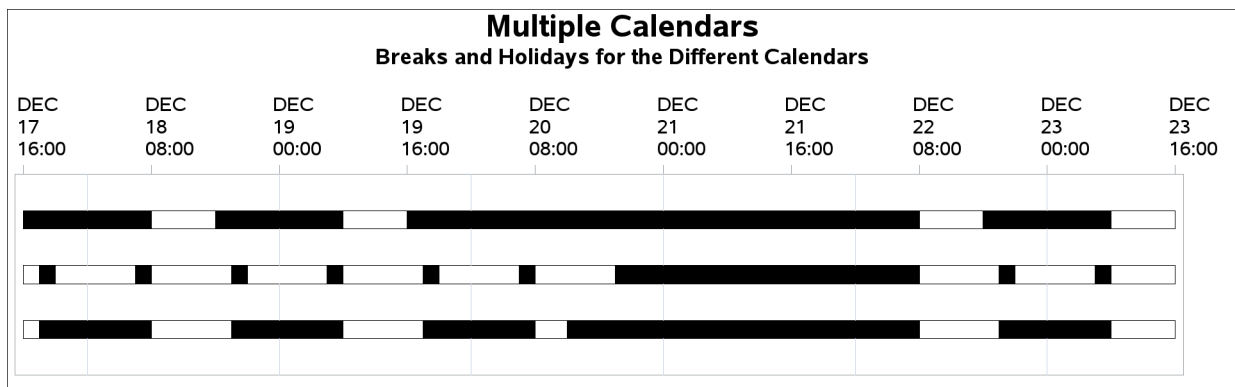 Multiple Calendars
Breaks and Holidays for the Different Calendars
DEC DEC DEC DEC DEC DEC DEC DEC DEC DEC
17 18 19 19 20 21 21 22 23 23
16:00 08:00 00:00 16:00 08:00 00:00 16:00 08:00 00:00 16:00